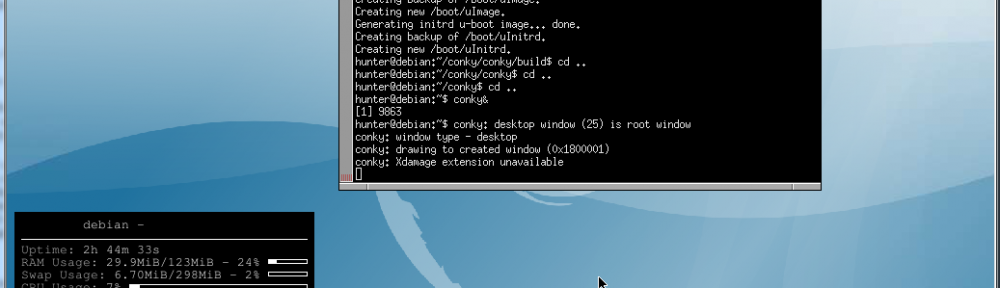 Creating backup of /boot/uImage.
Creating new /boot/uImage.
Generating initrd u-boot image... done.
Creating backup of /boot/uInitrd.
Creating new /boot/uInitrd.
hunter@debian:~/conky/conky/build$ cd ..
hunter@debian:~/conky/conky$ cd ..
hunter@debian:~/conky$ cd ..
hunter@debian:~$ conky&
[1] 9863
hunter@debian:~$ conky: desktop window (25) is root window
conky: window type - desktop
conky: drawing to created window (0x1800001)
conky: Xdamage extension unavailable
debian -
Uptime: 2h 44m 33s
RAM Usage: 29.9MiB/123MiB - 24%
Swap Usage: 6.70MiB/298MiB - 2%
CPU Usage: 7%